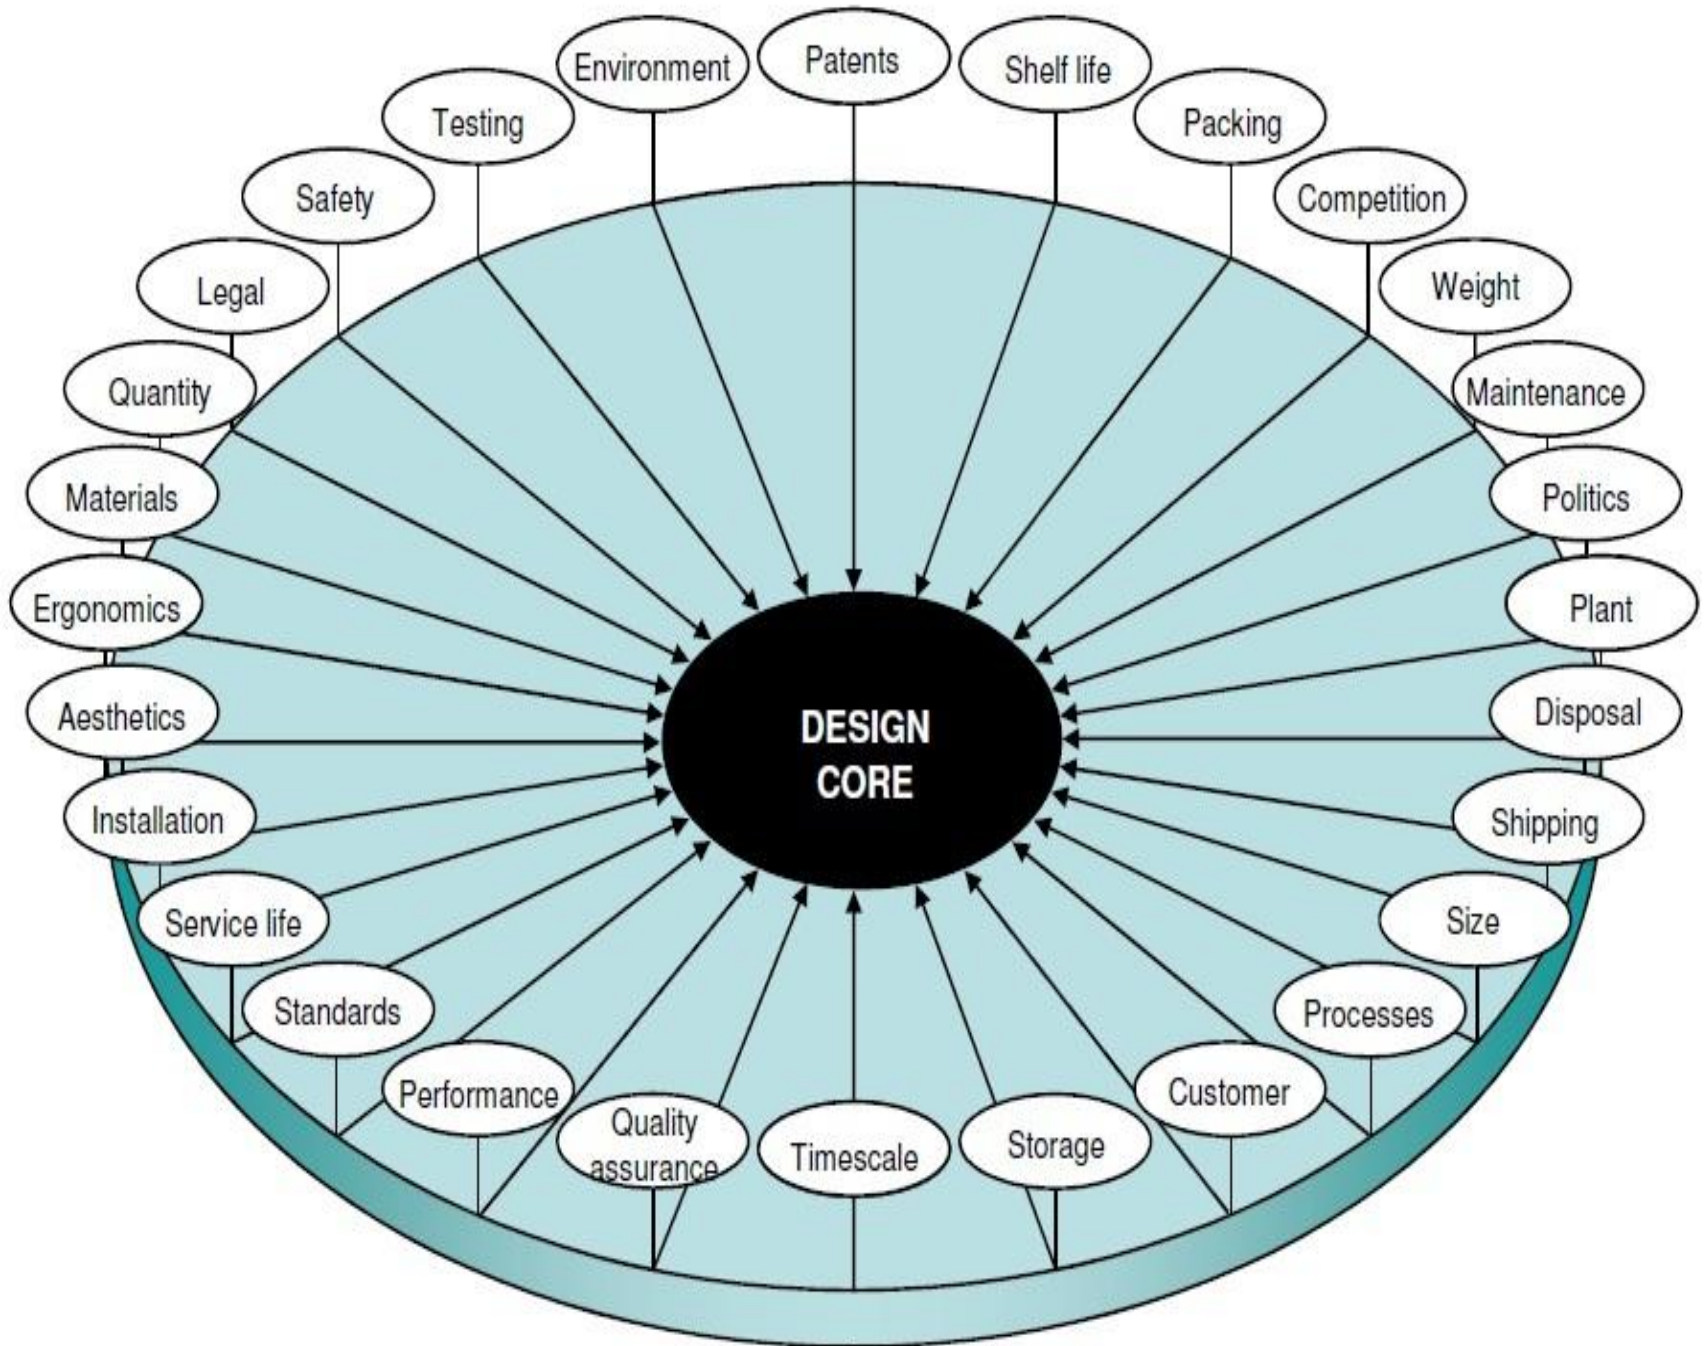 Environment
Patents
Shelf life
Testing
Packing
Safety
Competition
Legal
Weight
Quantity
Maintenance
Materials
Politics
Ergonomics
Plant
Aesthetics
Disposal
DESIGN
CORE
Installation
Shipping
Service life
Size
Standards
Processes
Performance
Customer
Quality
assurance
Timescale
Storage